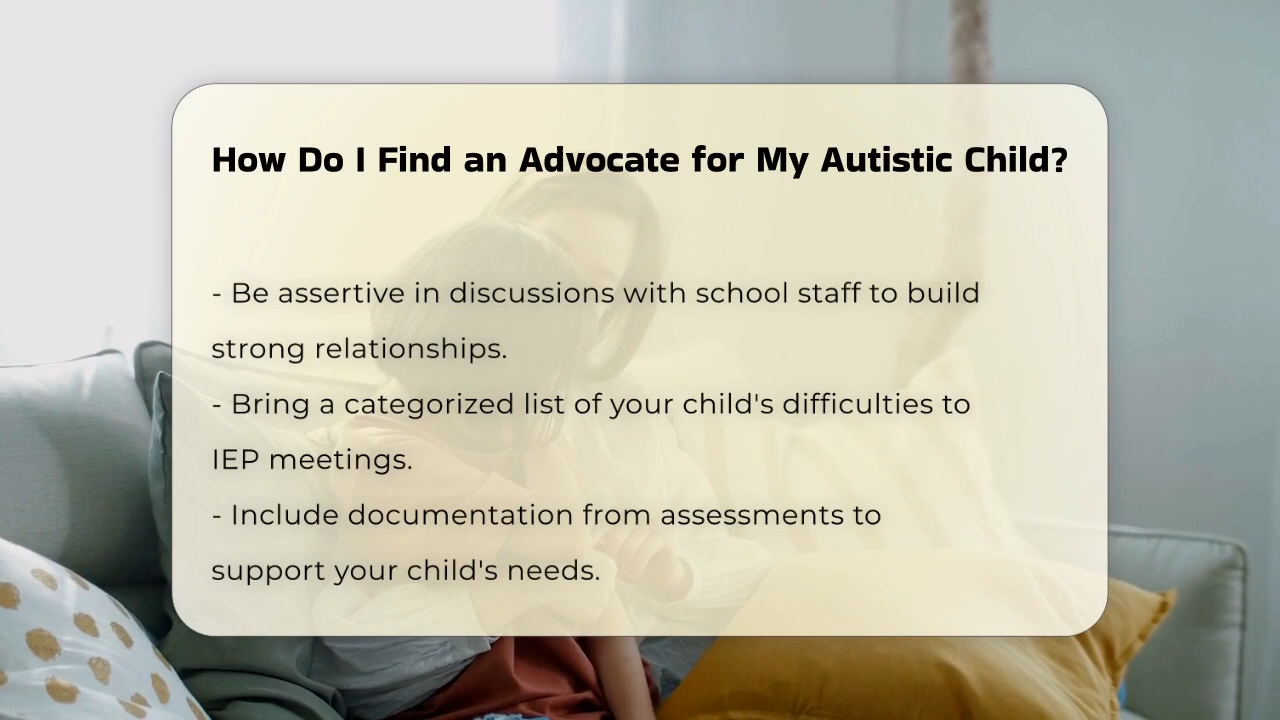 How Do I Find an Advocate for My Autistic Child?
- Be assertive in discussions with school staff to build
strong relationships.
- Bring a categorized list of your child's difficulties to
IEP meetings.
- Include documentation from assessments to
support your child's needs.